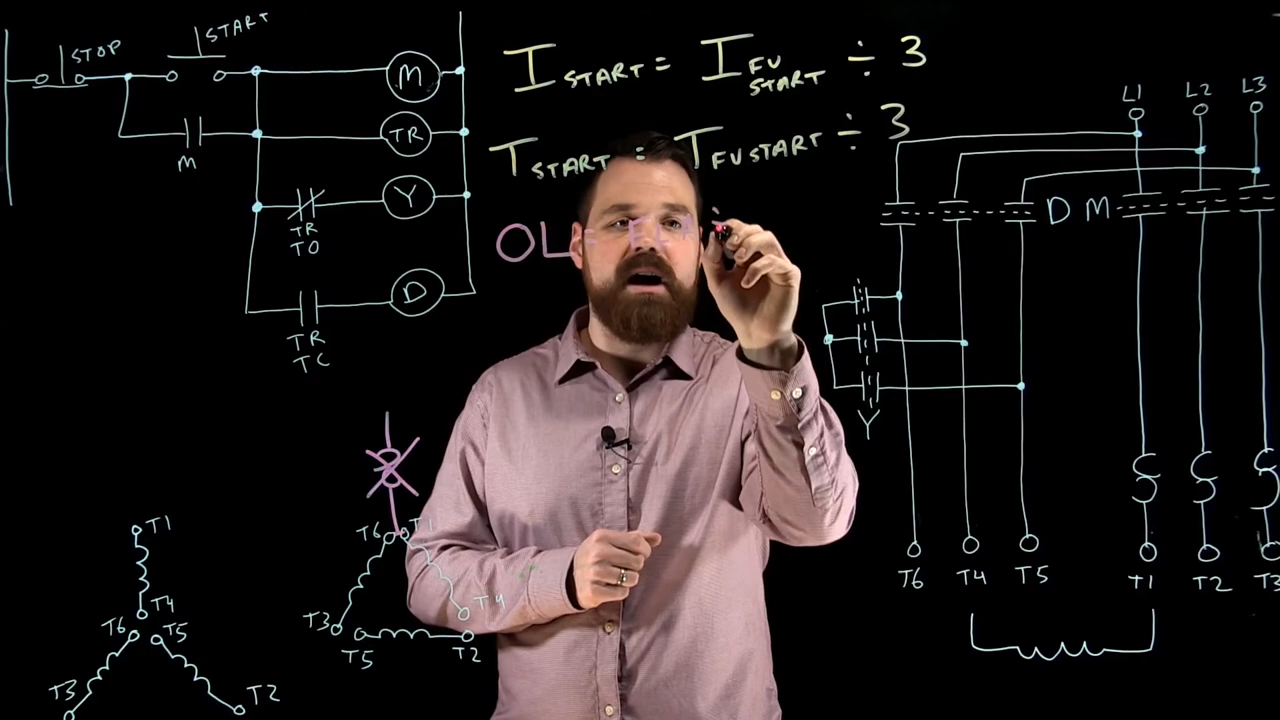 STOP
START
M
M
TR
TR
TO
Y
TR
TC
D
I START = I FV START ÷ 3
T START = T FV START ÷ 3
OL =
L1 L2 L3
D M
Y
T6 T4 T5 T1 T2 T3
T1
T4
T6 T5
T3 T2
T6 T1
T4
T3
T5 T2